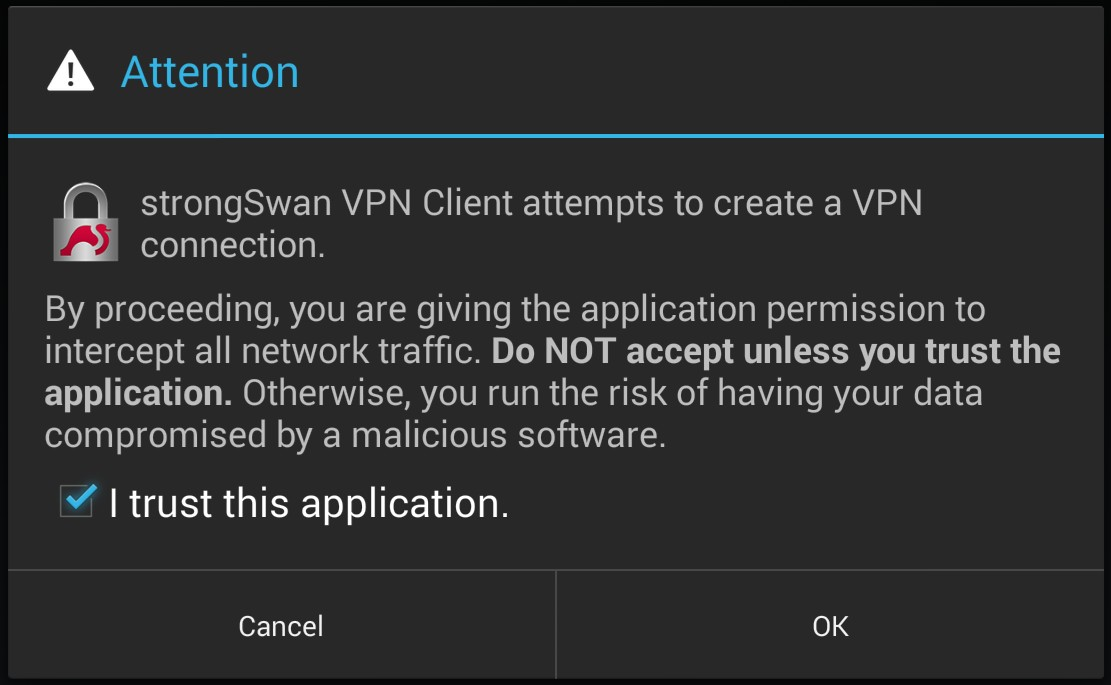 Attention
strongSwan VPN Client attempts to create a VPN
connection.
By proceeding, you are giving the application permission to
intercept all network traffic. Do NOT accept unless you trust the
application. Otherwise, you run the risk of having your data
compromised by a malicious software.
I trust this application.
Cancel
OK